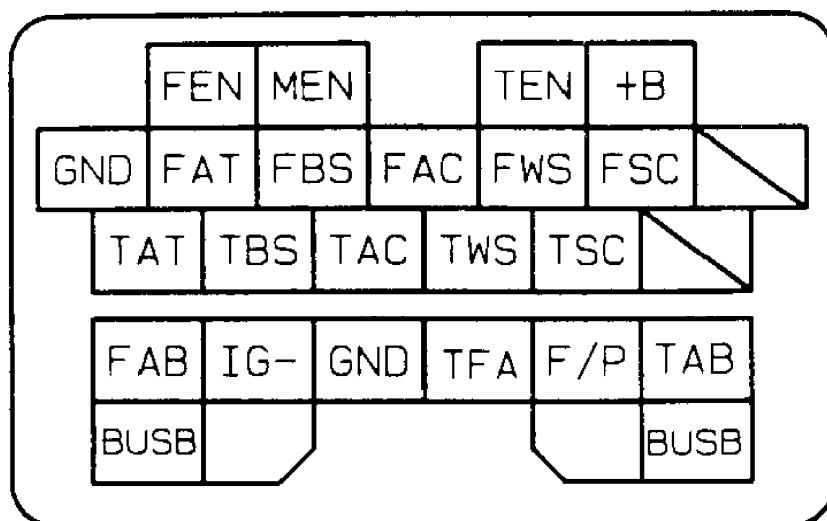 FEN MEN TEN +B
GND FAT FBS FAC FWS FSC
TAT TBS TAC TWS TSC
FAB IG- GND TFA F/P TAB
BUSB BUSB